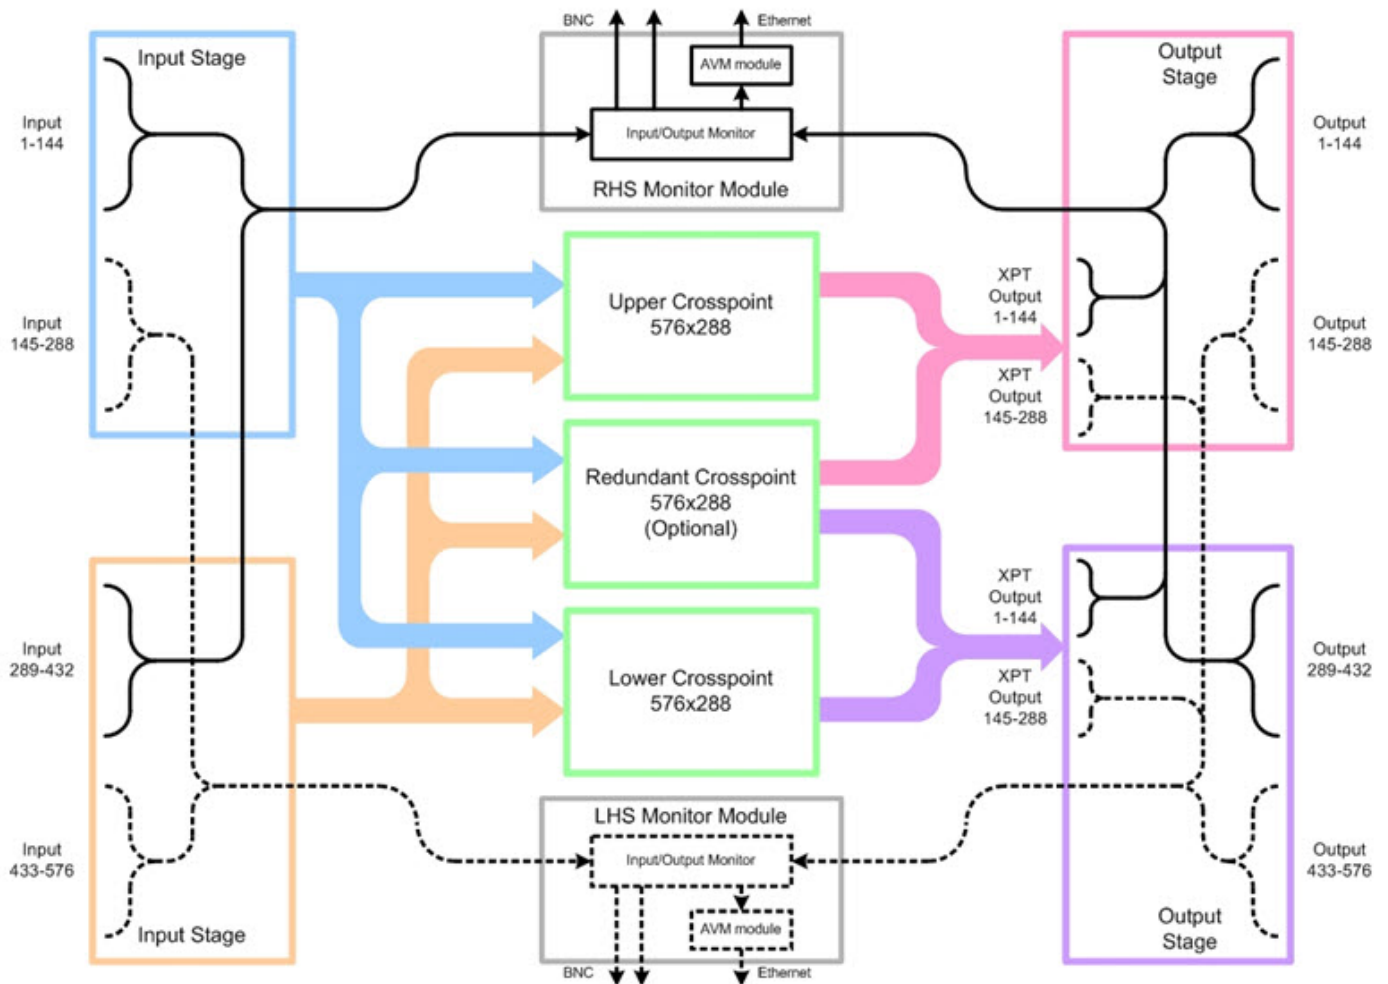 BNC
Ethernet
Input Stage
AVM module
Output
Stage
Input
1-144
Input/Output Monitor
Output
1-144
RHS Monitor Module
Input
145-288
Upper Crosspoint
576x288
XPT
Output
1-144
Output
145-288
XPT
Output
145-288
Redundant Crosspoint
576x288
(Optional)
XPT
Output
1-144
Input
289-432
Lower Crosspoint
576x288
XPT
Output
145-288
Output
289-432
LHS Monitor Module
Input
433-576
Input/Output Monitor
Output
433-576
Input Stage
AVM module
Output
Stage
BNC
Ethernet